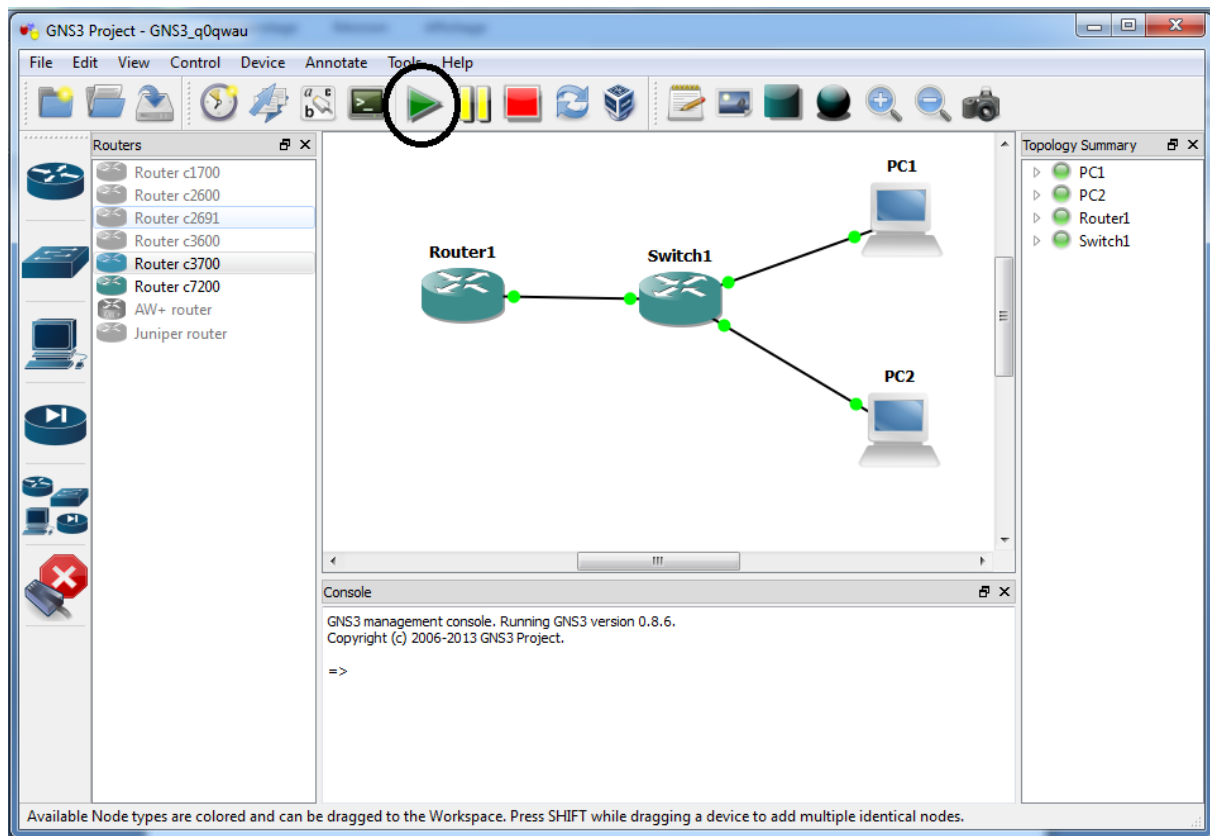 GNS3 Project - GNS3_q0qwau
File Edit View Control Device Annotate Tools Help
Routers
Router c1700
Router c2600
Router c2691
Router c3600
Router c3700
Router c7200
AW+ router
Juniper router
PC1
Router1
Switch1
PC2
Topology Summary
PC1
PC2
Router1
Switch1
Console
GNS3 management console. Running GNS3 version 0.8.6.
Copyright (c) 2006-2013 GNS3 Project.
=>
Available Node types are colored and can be dragged to the Workspace. Press SHIFT while dragging a device to add multiple identical nodes.